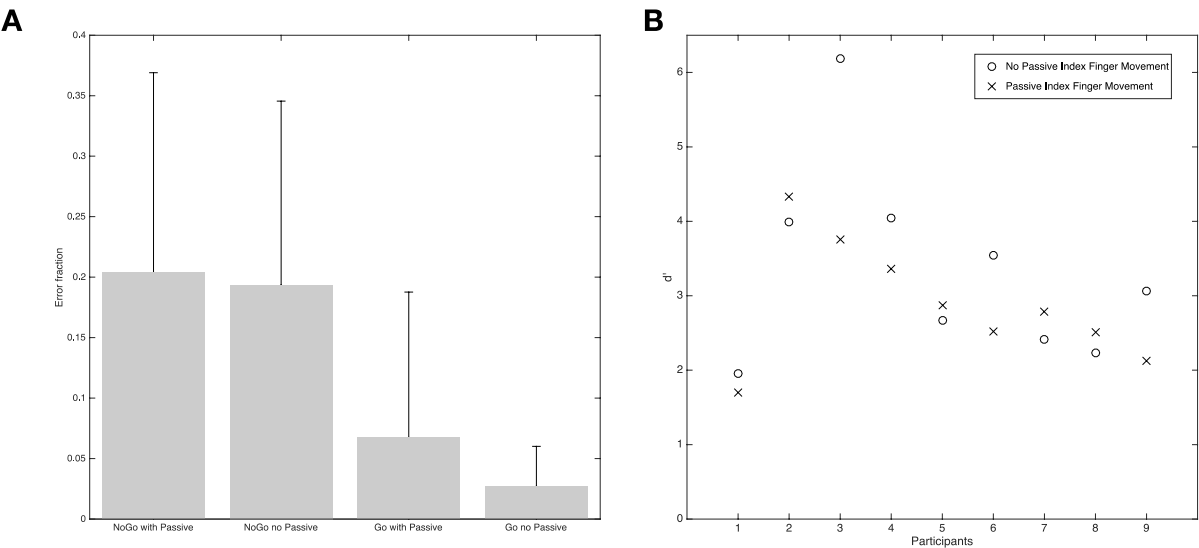 A
0.4
0.35
0.3
0.25
0.2
0.15
0.1
0.05
0
Error fraction
NoGo with Passive
NoGo no Passive
Go with Passive
Go no Passive
B
No Passive Index Finger Movement
Passive Index Finger Movement
6
5
4
3
2
1
0
d'
1 2 3 4 5 6 7 8 9
Participants